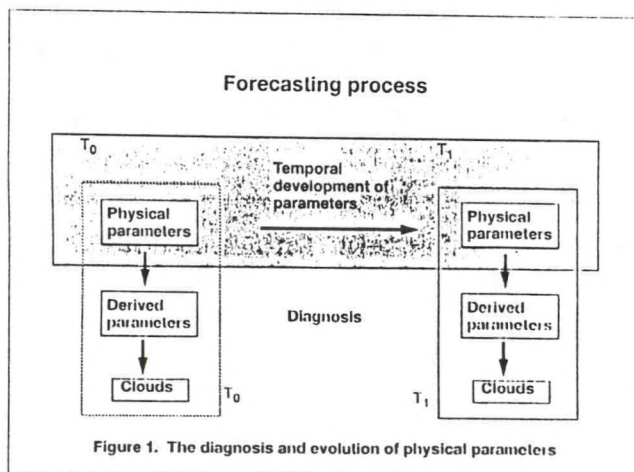 Forecasting process
T0
T1
Temporal
development of
parameters
Physical
parameters
Physical
parameters
Derived
parameters
Diagnosis
Derived
parameters
Clouds
T0
T1
Clouds
Figure 1. The diagnosis and evolution of physical parameters